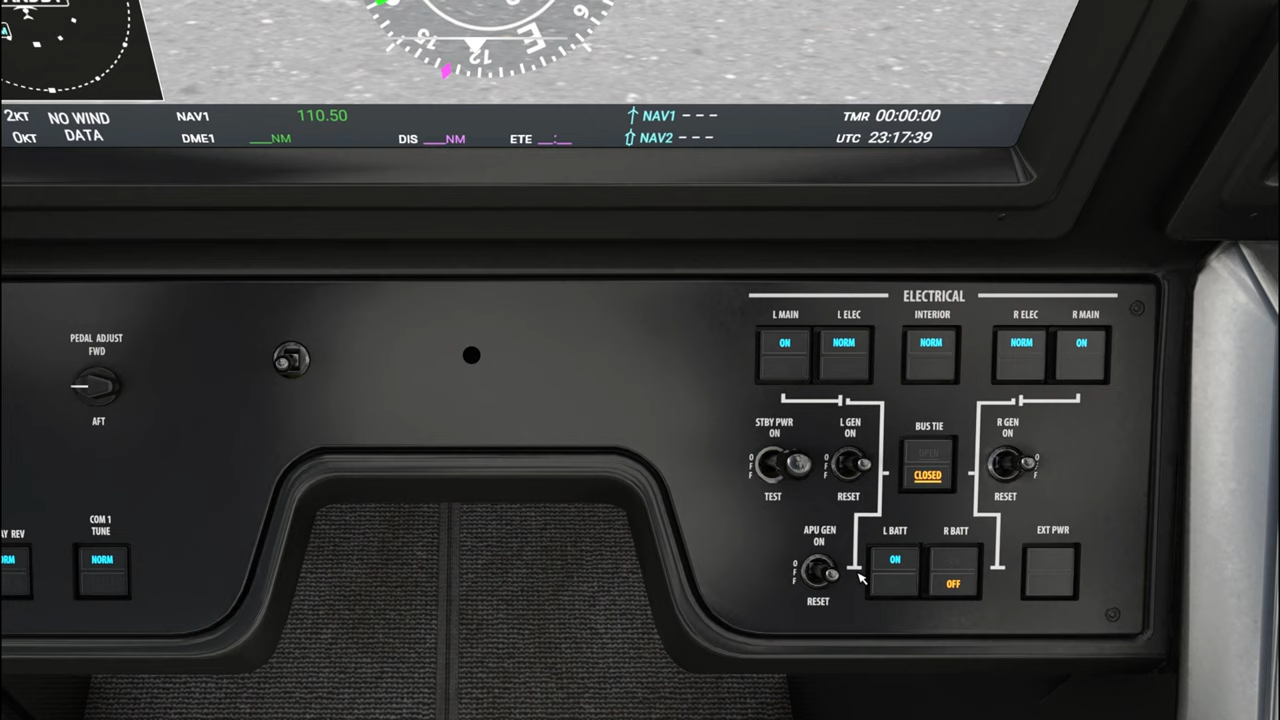 2KT
NO WIND
DATA
0KT
NAV1
110.50
DME1
___NM
DIS ___NM
ETE __:__
NAV1 - - -
NAV2 - - -
TMR 00:00:00
UTC 23:17:39
15
12
E
6
PEDAL ADJUST
FWD
AFT
COM 1
TUNE
NORM
ELECTRICAL
L MAIN
ON
L ELEC
NORM
INTERIOR
NORM
R ELEC
NORM
R MAIN
ON
STBY PWR
ON
OFF
TEST
L GEN
ON
OFF
RESET
BUS TIE
OPEN
CLOSED
R GEN
ON
OFF
RESET
APU GEN
ON
OFF
RESET
L BATT
ON
R BATT
OFF
EXT PWR